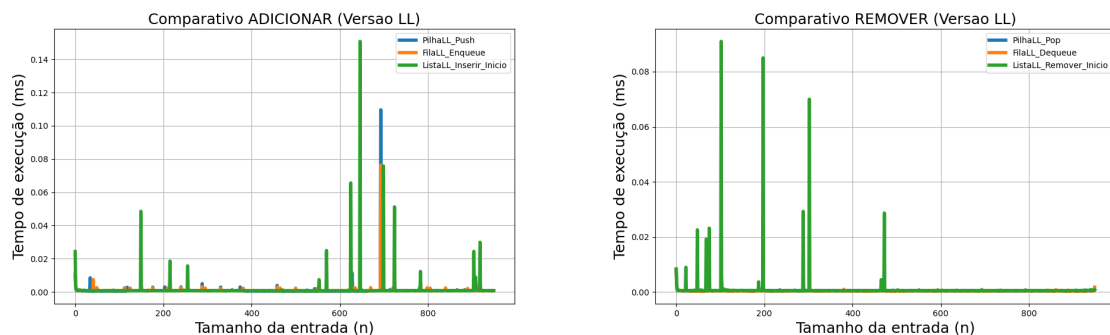 Comparativo ADICIONAR (Versao LL)
Tempo de execução (ms)
0.14
0.12
0.10
0.08
0.06
0.04
0.02
0.00
PilhaLL_Push
FilaLL_Enqueue
ListaLL_Inserir_Inicio
0 200 400 600 800
Tamanho da entrada (n)
Comparativo REMOVER (Versao LL)
Tempo de execução (ms)
0.08
0.06
0.04
0.02
0.00
PilhaLL_Pop
FilaLL_Dequeue
ListaLL_Remover_Inicio
0 200 400 600 800
Tamanho da entrada (n)